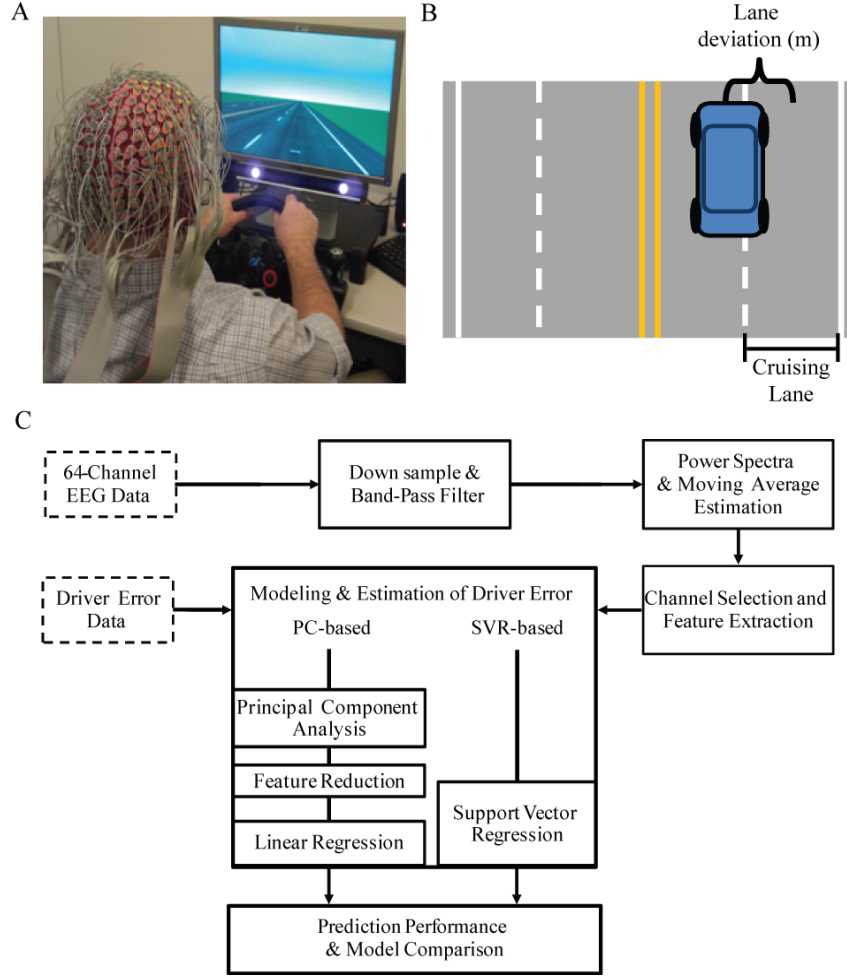 A
B
Lane
deviation (m)
Cruising
Lane
C
64-Channel
EEG Data
Down sample &
Band-Pass Filter
Power Spectra
& Moving Average
Estimation
Driver Error
Data
Modeling & Estimation of Driver Error
PC-based
SVR-based
Channel Selection and
Feature Extraction
Principal Component
Analysis
Feature Reduction
Linear Regression
Support Vector
Regression
Prediction Performance
& Model Comparison